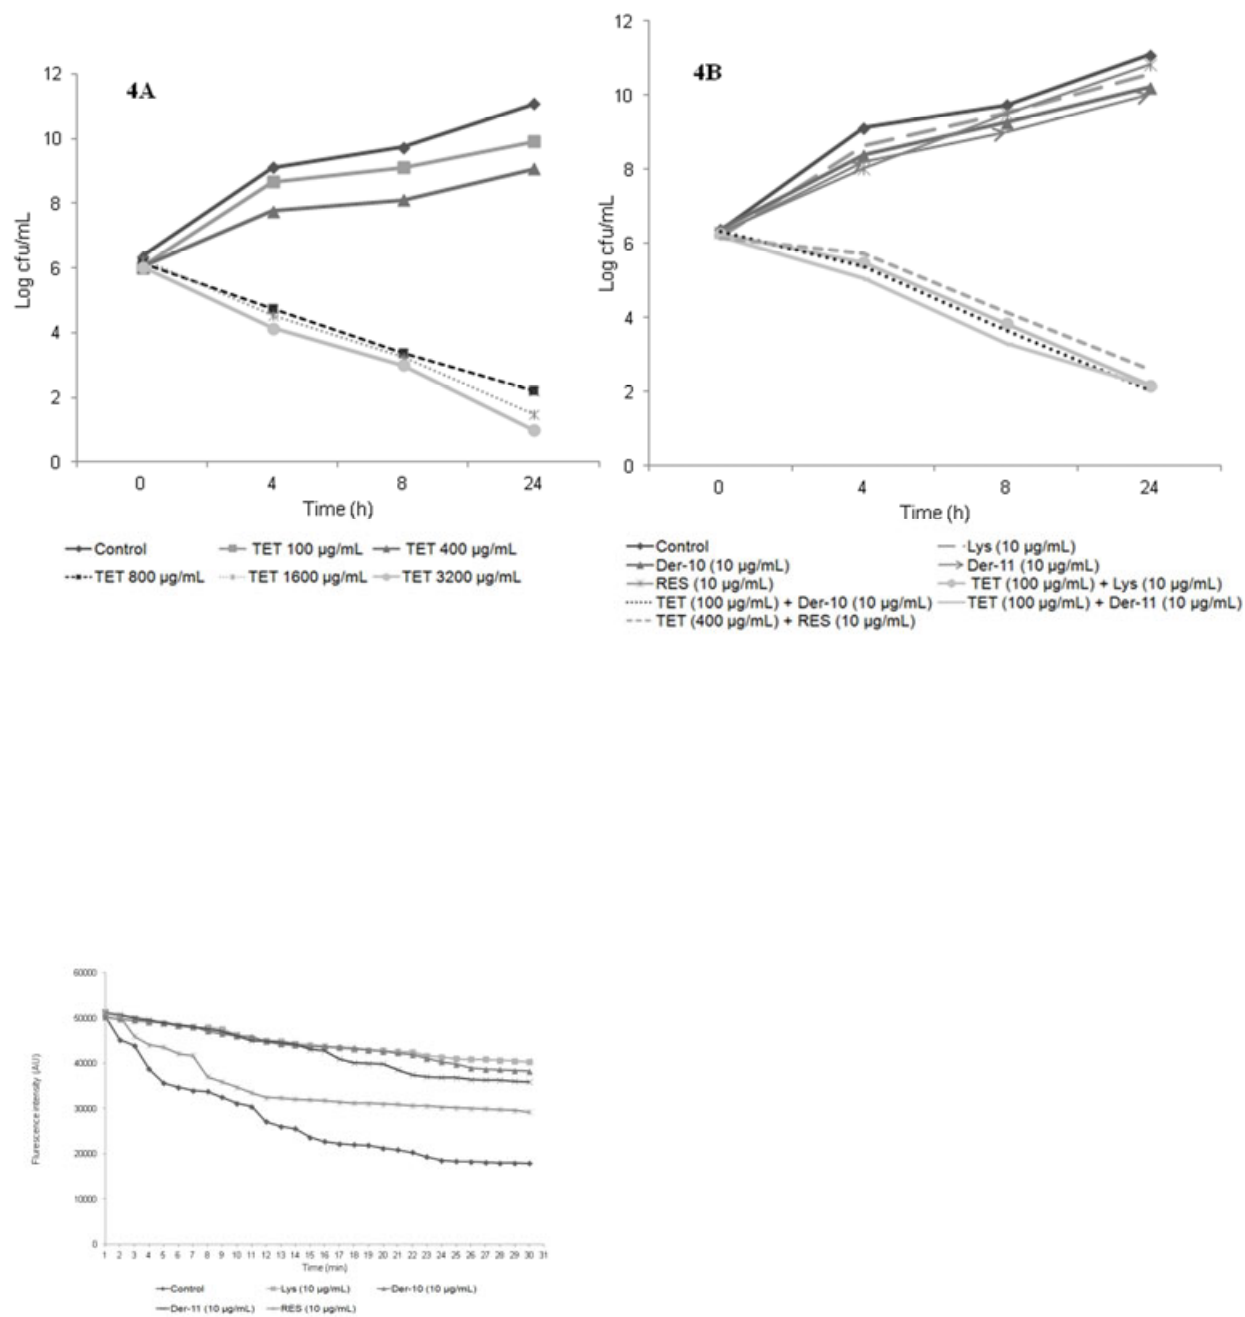 4A
12
10
8
6
4
2
0
Log cfu/mL
0 4 8 24
Time (h)
Control TET 100 µg/mL TET 400 µg/mL
TET 800 µg/mL TET 1600 µg/mL TET 3200 µg/mL
4B
12
10
8
6
4
2
0
Log cfu/mL
0 4 8 24
Time (h)
Control Lys (10 µg/mL)
Der-10 (10 µg/mL) Der-11 (10 µg/mL)
RES (10 µg/mL) TET (100 µg/mL) + Lys (10 µg/mL)
TET (100 µg/mL) + Der-10 (10 µg/mL) TET (100 µg/mL) + Der-11 (10 µg/mL)
TET (400 µg/mL) + RES (10 µg/mL)
60000
50000
40000
30000
20000
10000
0
Flurescence intensity (AU)
1 2 3 4 5 6 7 8 9 10 11 12 13 14 15 16 17 18 19 20 21 22 23 24 25 26 27 28 29 30 31
Time (min)
Control Lys (10 µg/mL) Der-10 (10 µg/mL)
Der-11 (10 µg/mL) RES (10 µg/mL)